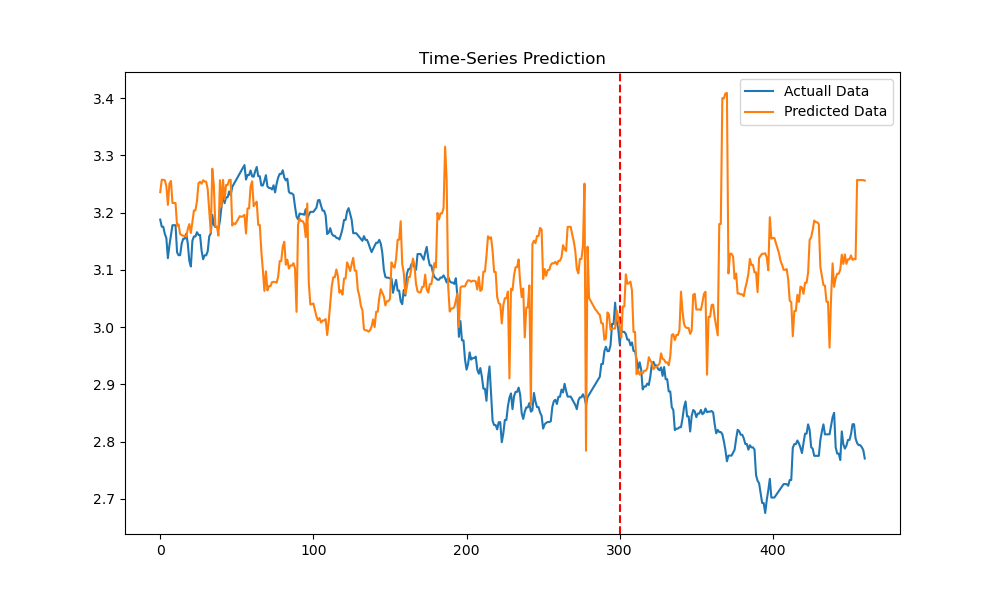 Time-Series Prediction
Actuall Data
Predicted Data
3.4
3.3
3.2
3.1
3.0
2.9
2.8
2.7
0 100 200 300 400